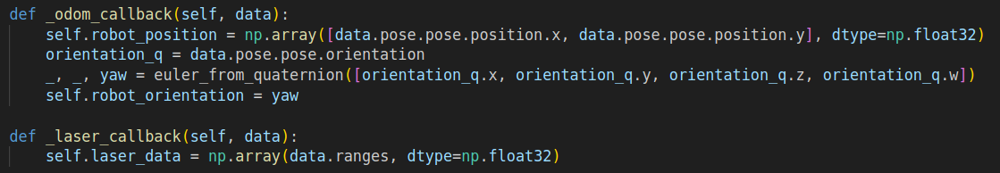 def _odom_callback(self, data):
    self.robot_position = np.array([data.pose.pose.position.x, data.pose.pose.position.y], dtype=np.float32)
    orientation_q = data.pose.pose.orientation
    _, _, yaw = euler_from_quaternion([orientation_q.x, orientation_q.y, orientation_q.z, orientation_q.w])
    self.robot_orientation = yaw

def _laser_callback(self, data):
    self.laser_data = np.array(data.ranges, dtype=np.float32)